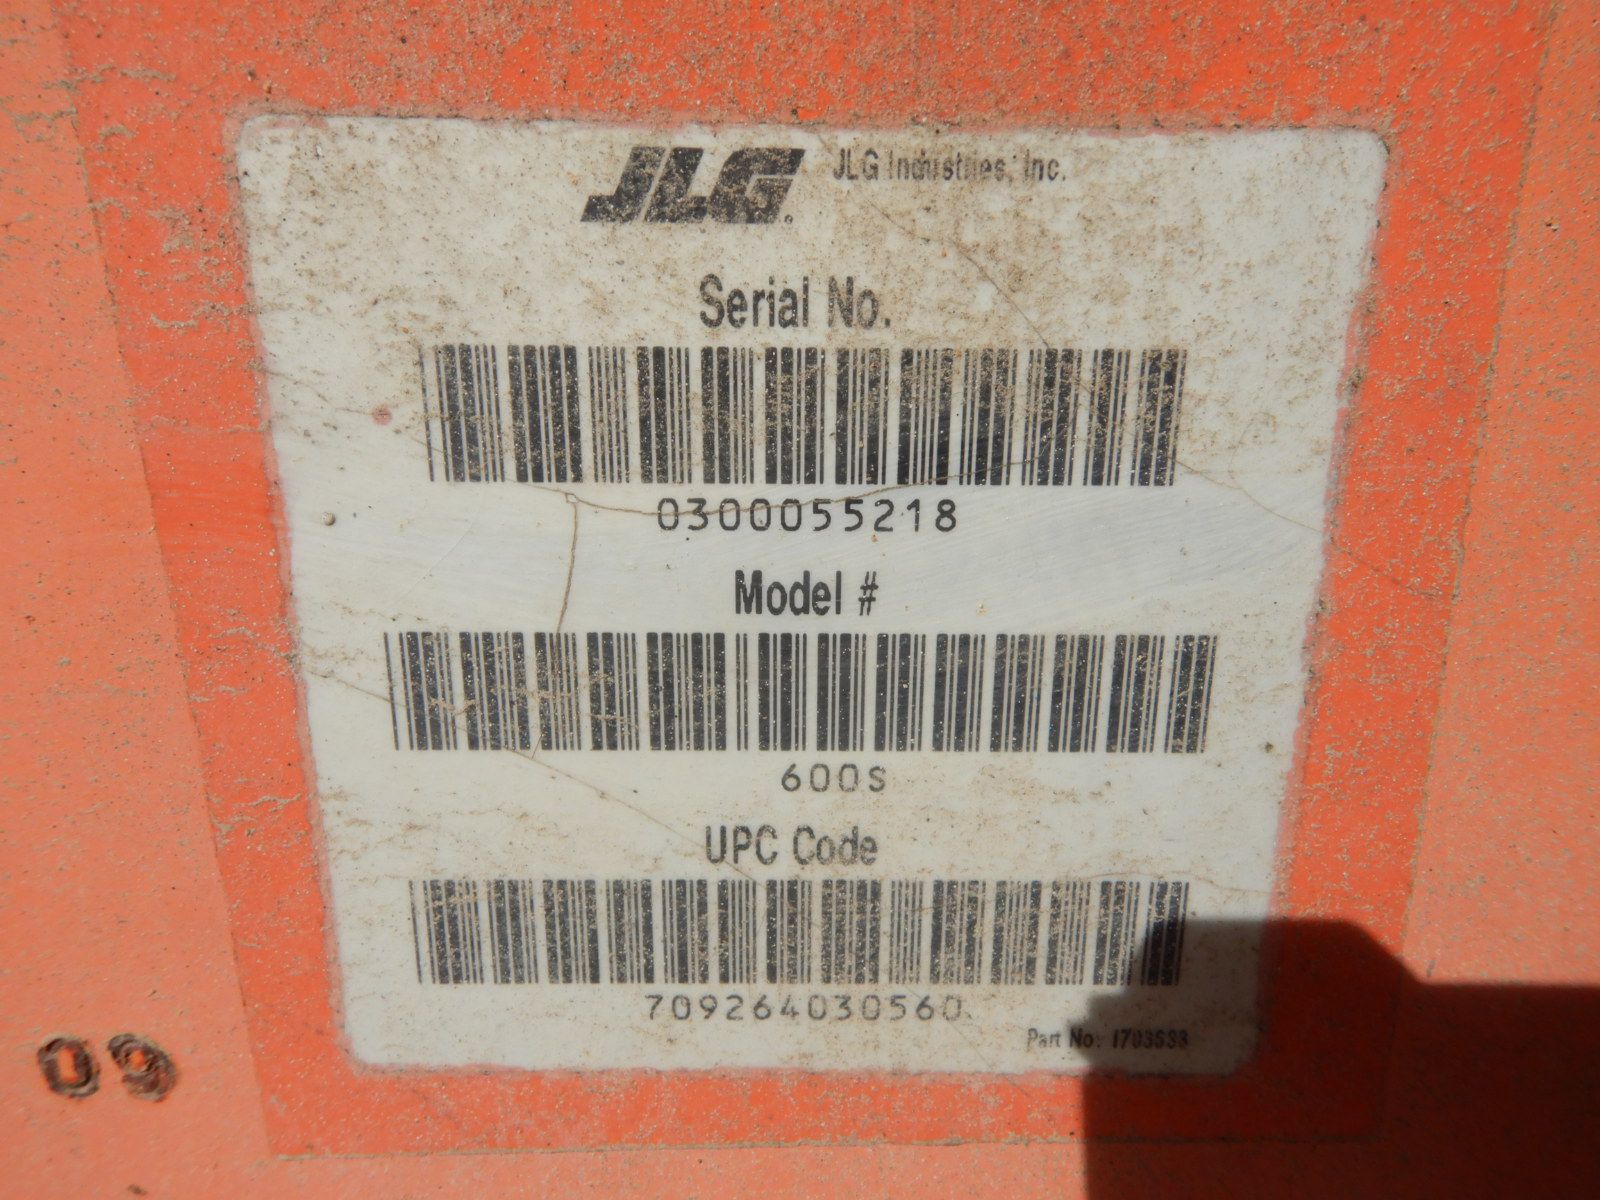 JLG
JLG Industries, Inc.
Serial No.
0300055218
Model #
600S
UPC Code
709264030560
Part No:
09